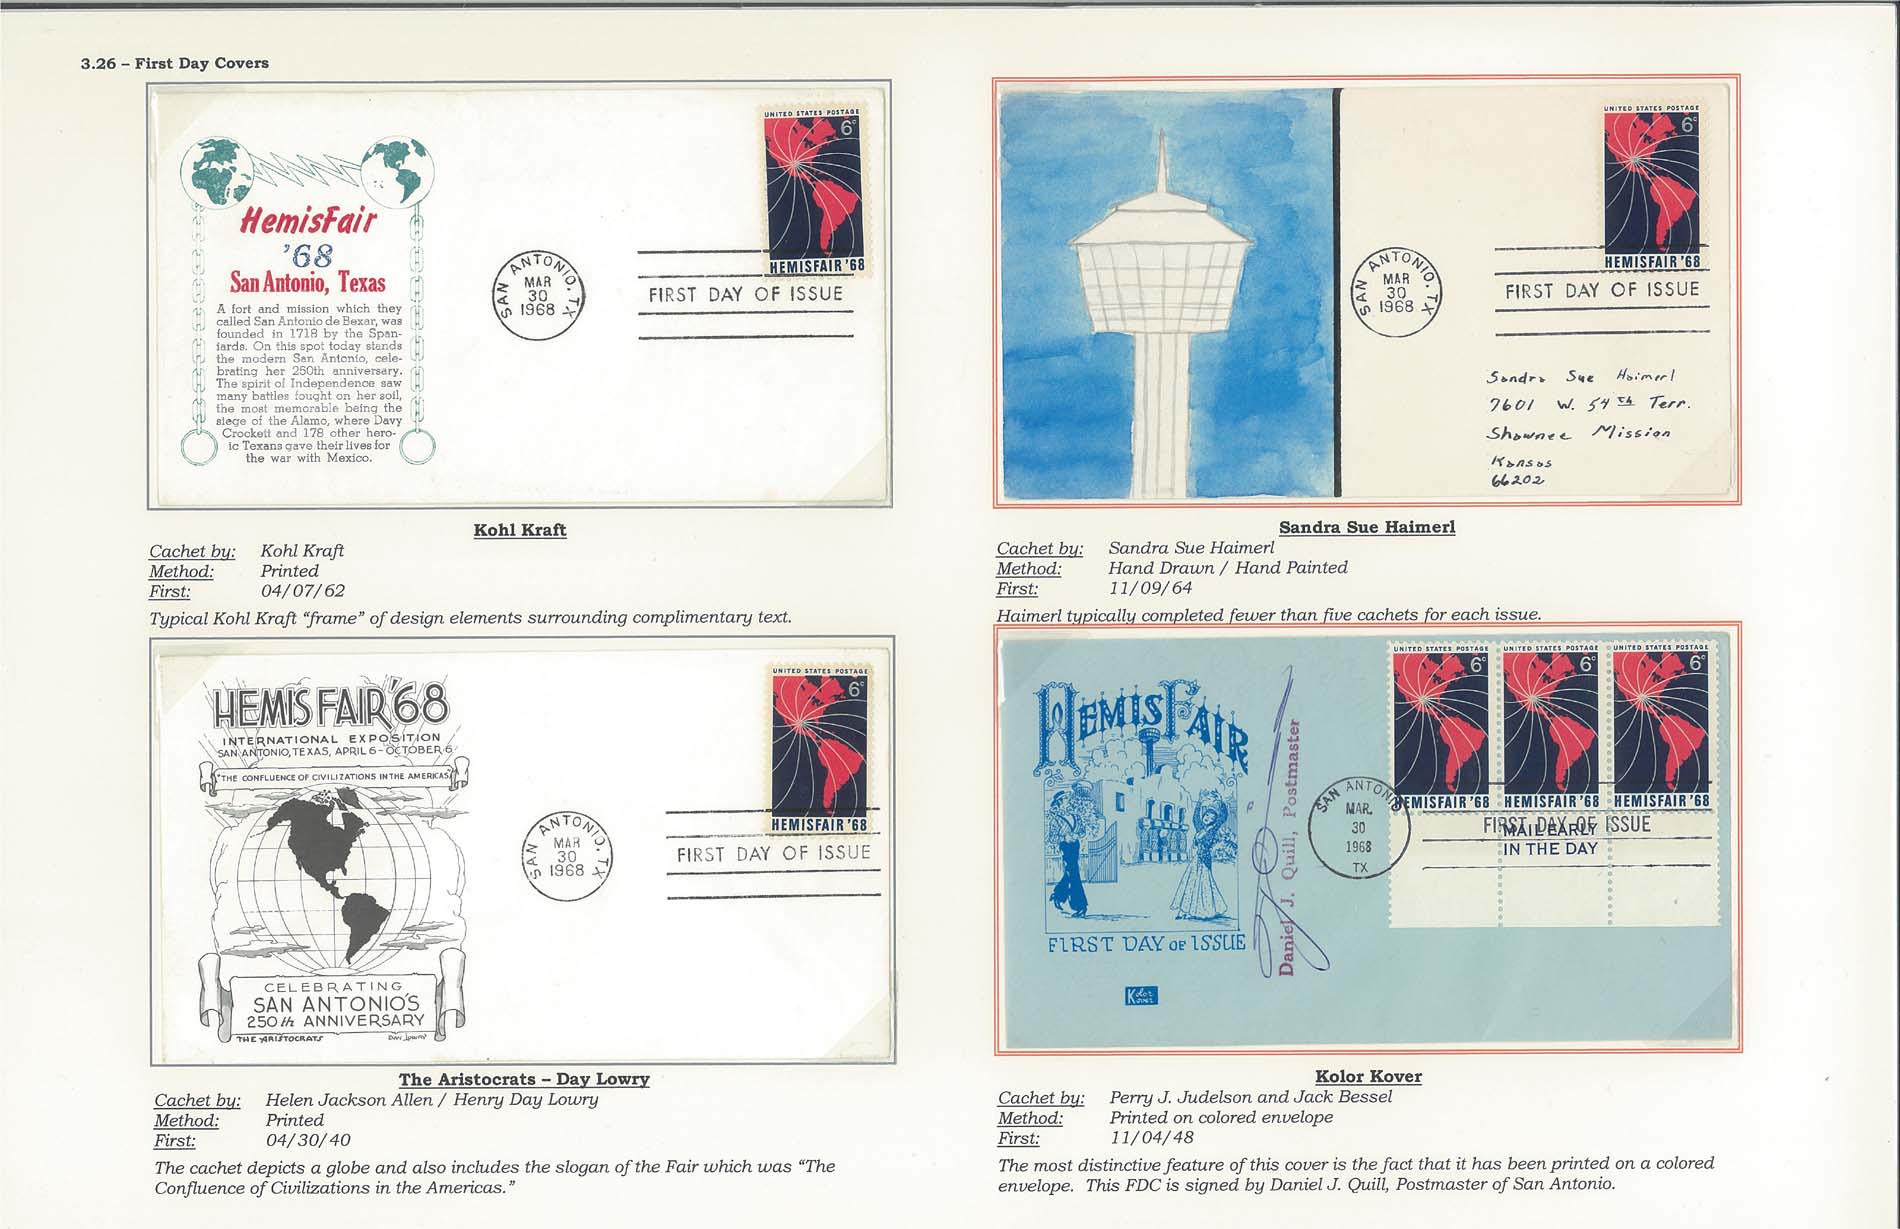 3.26 – First Day Covers
HemisFair
'68
San Antonio, Texas
A fort and mission which they
called San Antonio de Bexar, was
founded in 1718 by the Span-
iards. On this spot today stands
the modern San Antonio, cele-
brating her 250th anniversary.
The spirit of Independence saw
many battles fought on her soil,
the most memorable being the
siege of the Alamo, where Davy
Crockett and 178 other hero-
ic Texans gave their lives for
the war with Mexico.
SAN ANTONIO, TX
MAR
30
1968
UNITED STATES POSTAGE
6c
HEMISFAIR '68
FIRST DAY OF ISSUE
Kohl Kraft
Cachet by: Kohl Kraft
Method: Printed
First: 04/07/62
Typical Kohl Kraft “frame” of design elements surrounding complimentary text.
HEMISFAIR '68
INTERNATIONAL EXPOSITION
SAN ANTONIO, TEXAS, APRIL 6 - OCTOBER 6
"THE CONFLUENCE OF CIVILIZATIONS IN THE AMERICAS"
CELEBRATING
SAN ANTONIO'S
250th ANNIVERSARY
THE ARISTOCRATS
Day Lowry
SAN ANTONIO, TX
MAR
30
1968
UNITED STATES POSTAGE
6c
HEMISFAIR '68
FIRST DAY OF ISSUE
The Aristocrats – Day Lowry
Cachet by: Helen Jackson Allen / Henry Day Lowry
Method: Printed
First: 04/30/40
The cachet depicts a globe and also includes the slogan of the Fair which was “The
Confluence of Civilizations in the Americas.”
SAN ANTONIO, TX
MAR
30
1968
UNITED STATES POSTAGE
6c
HEMISFAIR '68
FIRST DAY OF ISSUE
Sandra Sue Haimerl
7601 W. 54th Terr.
Shawnee Mission
Kansas
66202
Sandra Sue Haimerl
Cachet by: Sandra Sue Haimerl
Method: Hand Drawn / Hand Painted
First: 11/09/64
Haimerl typically completed fewer than five cachets for each issue.
HEMISFAIR
FIRST DAY OF ISSUE
Kolor
Kover
Daniel J. Quill, Postmaster
SAN ANTONIO
MAR.
30
1968
TX
UNITED STATES POSTAGE UNITED STATES POSTAGE UNITED STATES POSTAGE
6c 6c 6c
HEMISFAIR '68 HEMISFAIR '68 HEMISFAIR '68
FIRST DAY OF ISSUE
MAIL EARLY
IN THE DAY
Kolor Kover
Cachet by: Perry J. Judelson and Jack Bessel
Method: Printed on colored envelope
First: 11/04/48
The most distinctive feature of this cover is the fact that it has been printed on a colored
envelope. This FDC is signed by Daniel J. Quill, Postmaster of San Antonio.